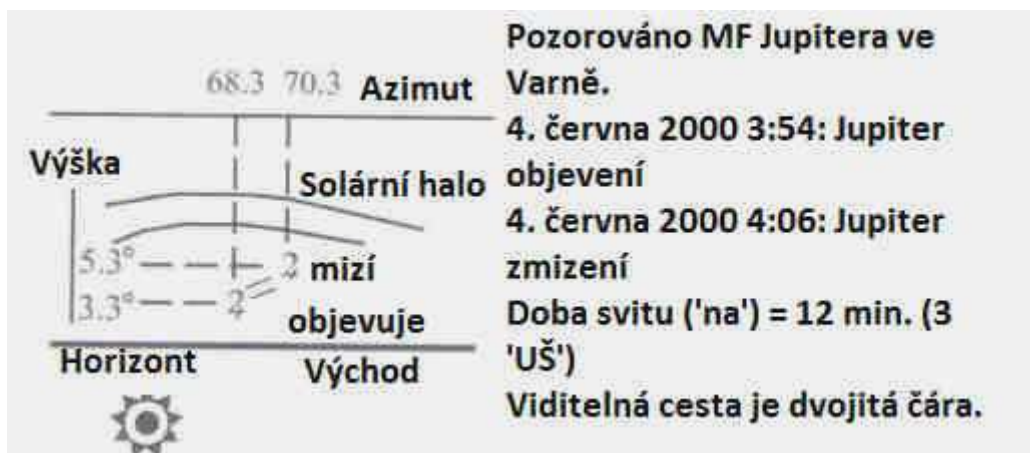 68.3 70.3 Azimut
Výška
Solární halo
5.3° 2 mizí
3.3° 2 objevuje
Horizont Východ
Pozorováno MF Jupitera ve
Varně.
4. června 2000 3:54: Jupiter
objevení
4. června 2000 4:06: Jupiter
zmizení
Doba svitu ('na') = 12 min. (3
'UŠ')
Viditelná cesta je dvojitá čára.